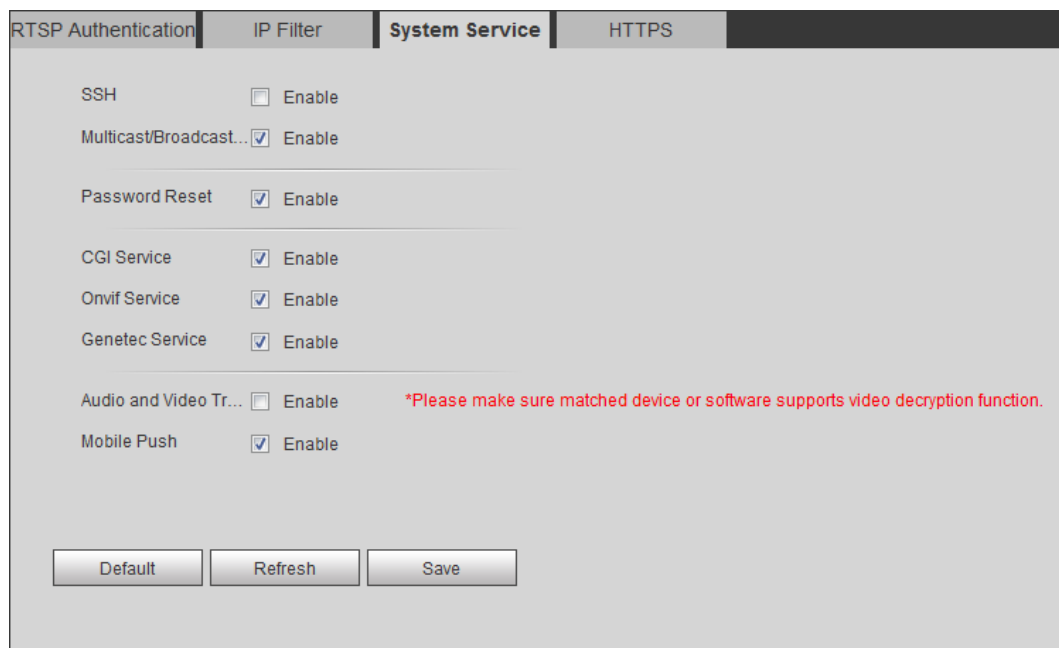 RTSP Authentication IP Filter System Service HTTPS
SSH Enable
Multicast/Broadcast... Enable
Password Reset Enable
CGI Service Enable
Onvif Service Enable
Genetec Service Enable
Audio and Video Tr... Enable *Please make sure matched device or software supports video decryption function.
Mobile Push Enable
Default Refresh Save